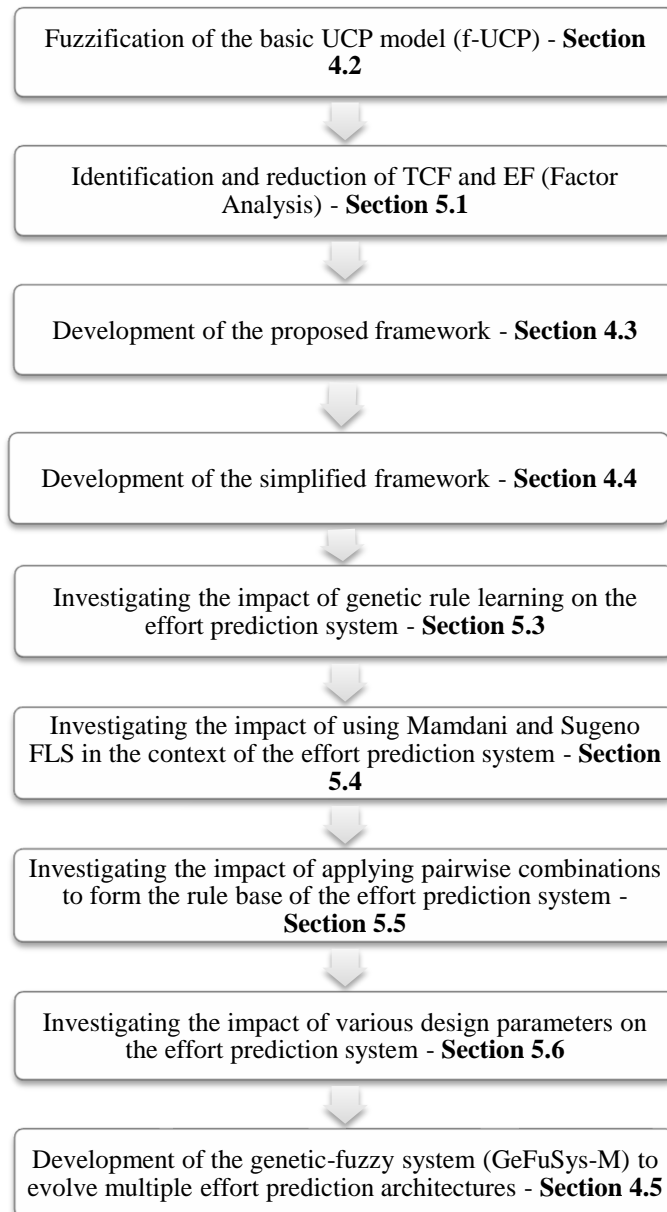 Fuzzification of the basic UCP model (f-UCP) - Section
4.2
Identification and reduction of TCF and EF (Factor
Analysis) - Section 5.1
Development of the proposed framework - Section 4.3
Development of the simplified framework - Section 4.4
Investigating the impact of genetic rule learning on the
effort prediction system - Section 5.3
Investigating the impact of using Mamdani and Sugeno
FLS in the context of the effort prediction system - Section
5.4
Investigating the impact of applying pairwise combinations
to form the rule base of the effort prediction system -
Section 5.5
Investigating the impact of various design parameters on
the effort prediction system - Section 5.6
Development of the genetic-fuzzy system (GeFuSys-M) to
evolve multiple effort prediction architectures - Section 4.5